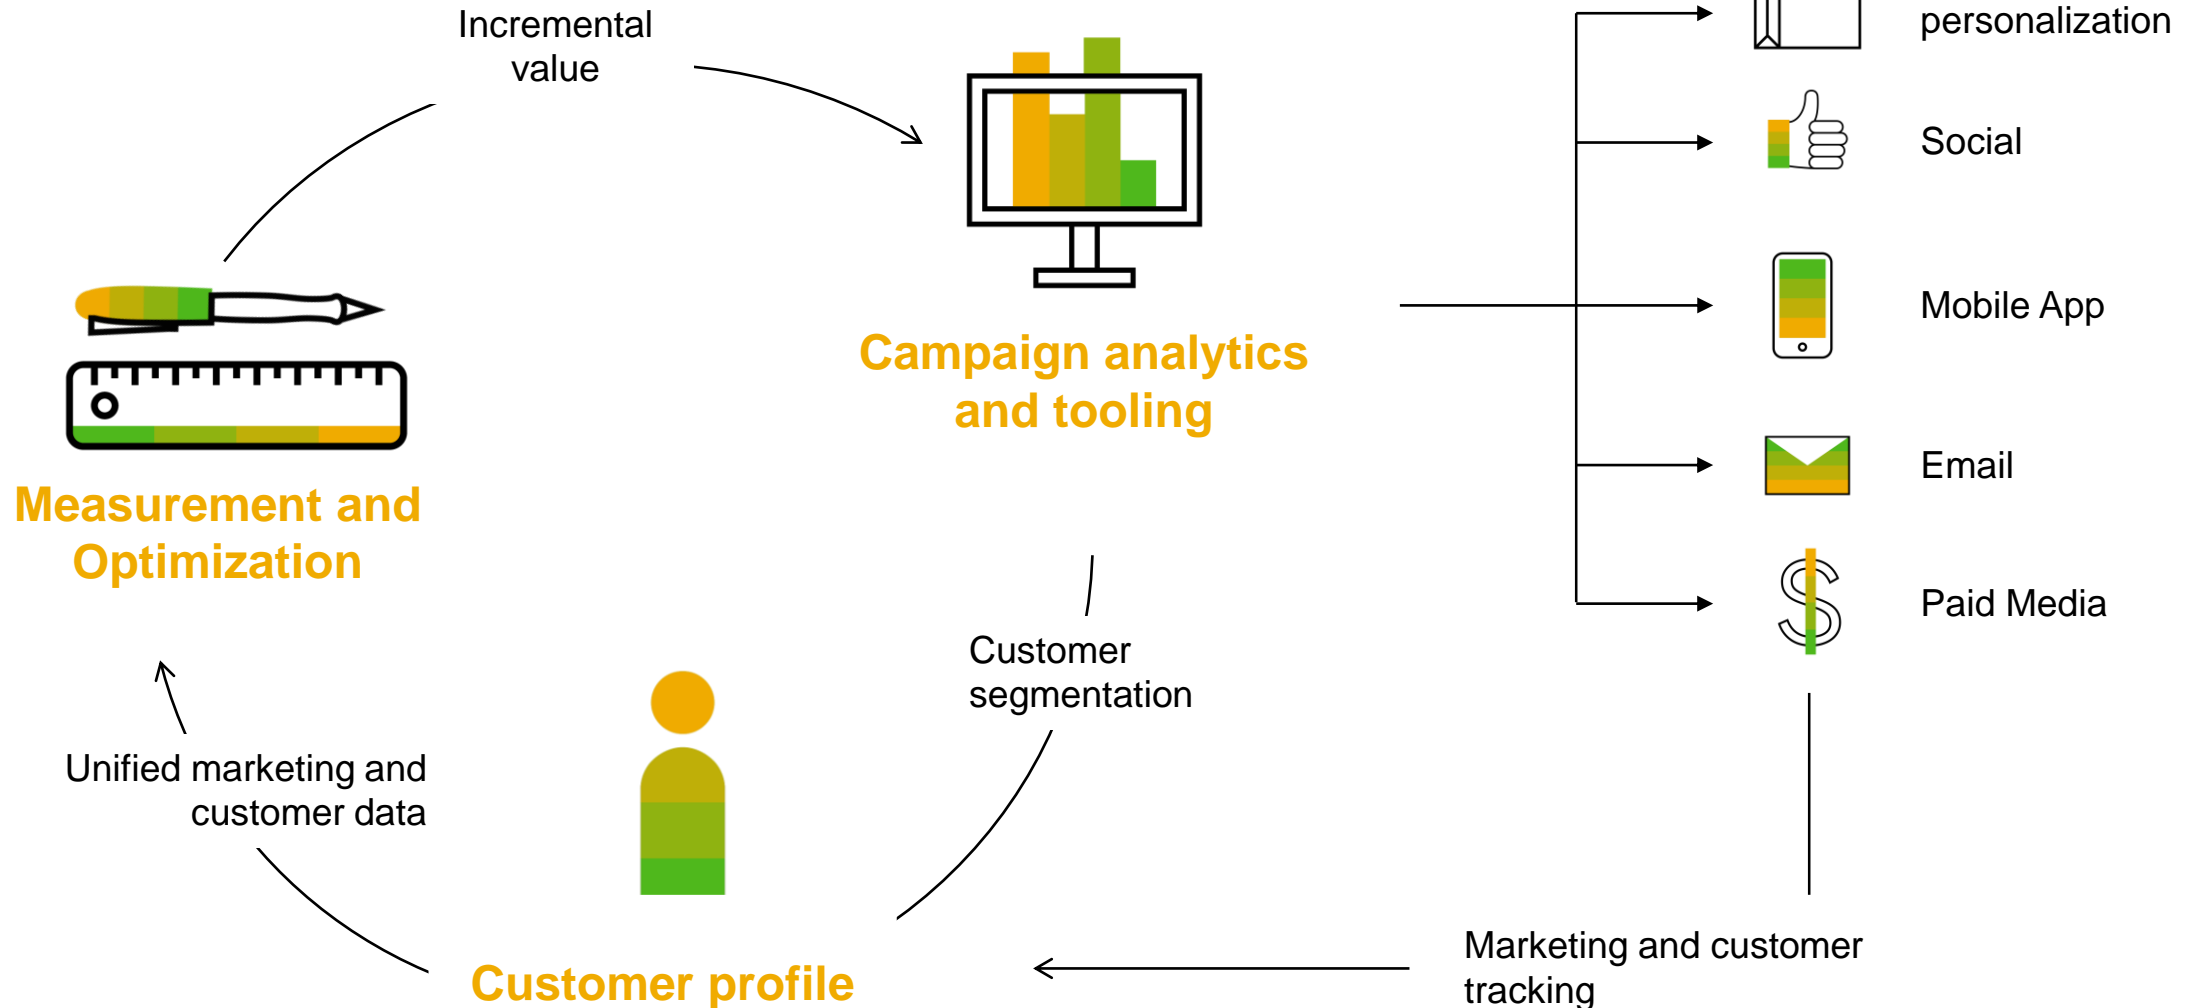 Incremental
value
personalization
Social
Mobile App
Campaign analytics
and tooling
Email
Measurement and
Optimization
Paid Media
Customer
segmentation
Unified marketing and
customer data
Customer profile
Marketing and customer
tracking